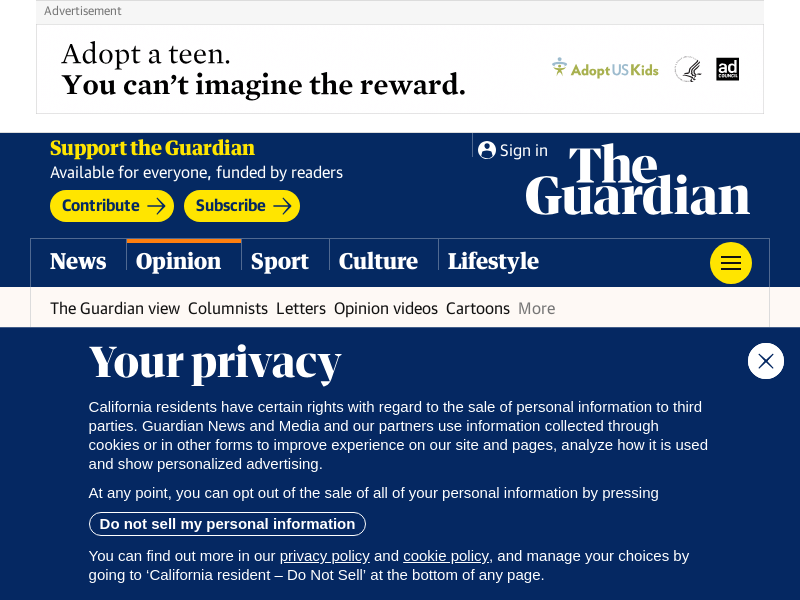 Advertisement
Adopt a teen.
You can't imagine the reward.
AdoptUSKids
ad
COUNCIL
Support the Guardian
Available for everyone, funded by readers
Contribute
Subscribe
Sign in
The
Guardian
News
Opinion
Sport
Culture
Lifestyle
The Guardian view Columnists Letters Opinion videos Cartoons More
Your privacy
California residents have certain rights with regard to the sale of personal information to third
parties. Guardian News and Media and our partners use information collected through
cookies or in other forms to improve experience on our site and pages, analyze how it is used
and show personalized advertising.
At any point, you can opt out of the sale of all of your personal information by pressing
Do not sell my personal information
You can find out more in our privacy policy and cookie policy, and manage your choices by
going to ‘California resident – Do Not Sell’ at the bottom of any page.